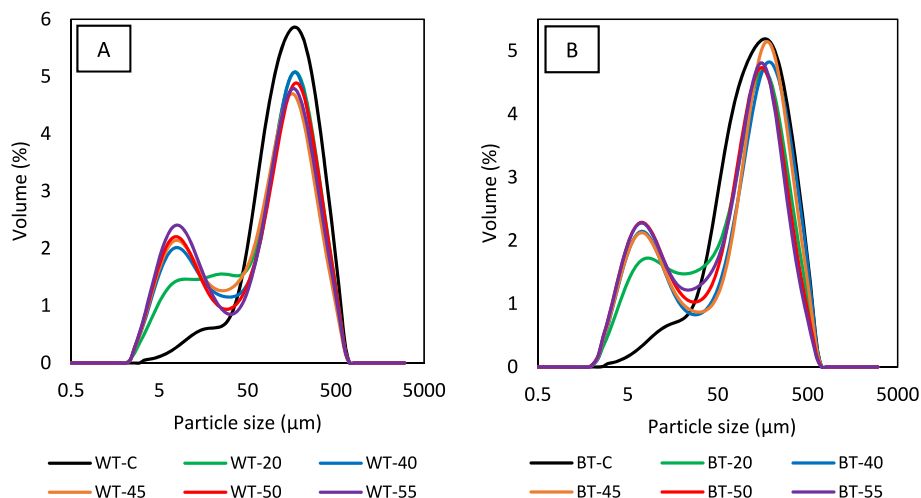 A
Volume (%)
6
5
4
3
2
1
0
0.5 5 50 500 5000
Particle size (µm)
WT-C WT-20 WT-40
WT-45 WT-50 WT-55
B
Volume (%)
5
4
3
2
1
0
0.5 5 50 500 5000
Particle size (µm)
BT-C BT-20 BT-40
BT-45 BT-50 BT-55